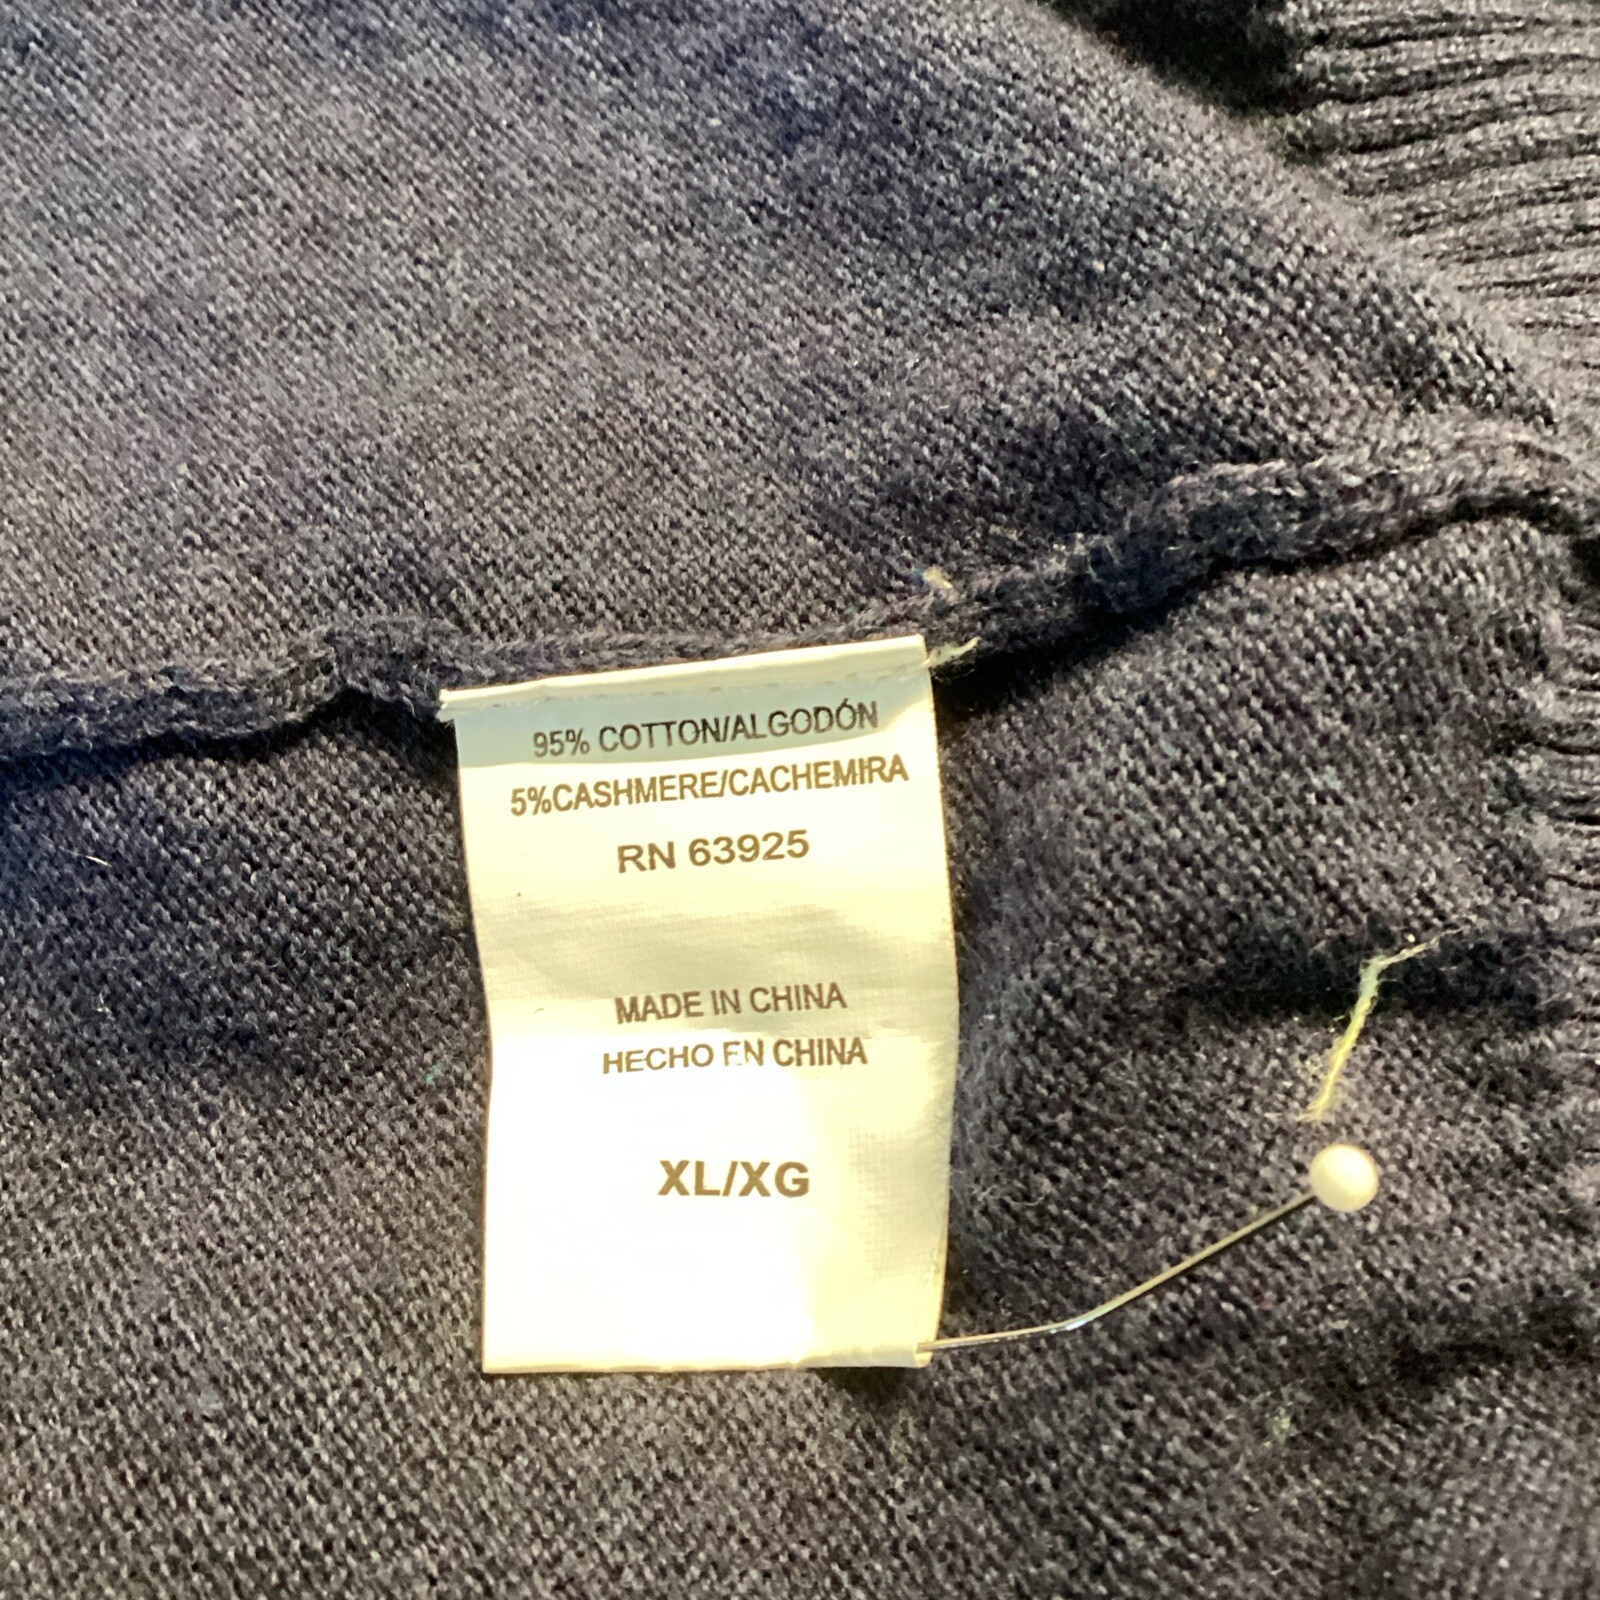 95% COTTON/ALGODÓN
5%CASHMERE/CACHEMIRA
RN 63925
MADE IN CHINA
HECHO EN CHINA
XL/XG